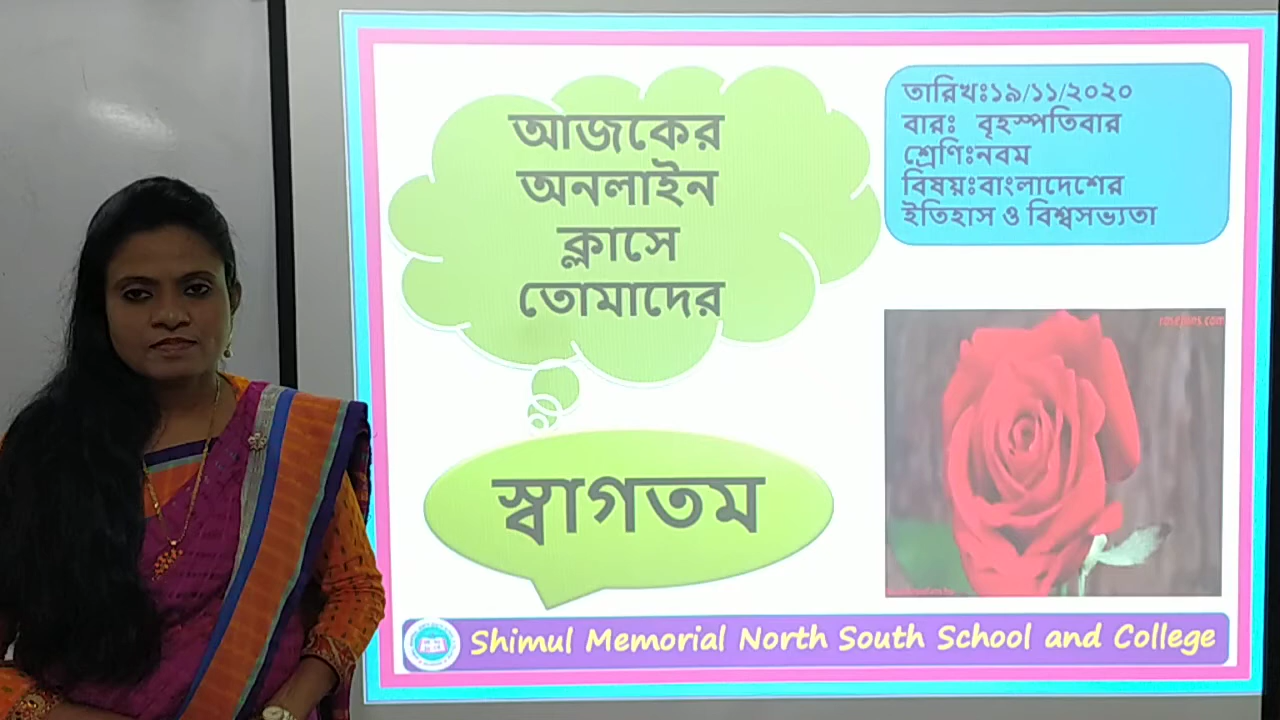 আজকের
অনলাইন
ক্লাসে
তোমাদের
স্বাগতম
তারিখঃ১৯/১১/২০২০
বারঃ বৃহস্পতিবার
শ্রেণিঃনবম
বিষয়ঃবাংলাদেশের
ইতিহাস ও বিশ্বসভ্যতা
Shimul Memorial North South School and College